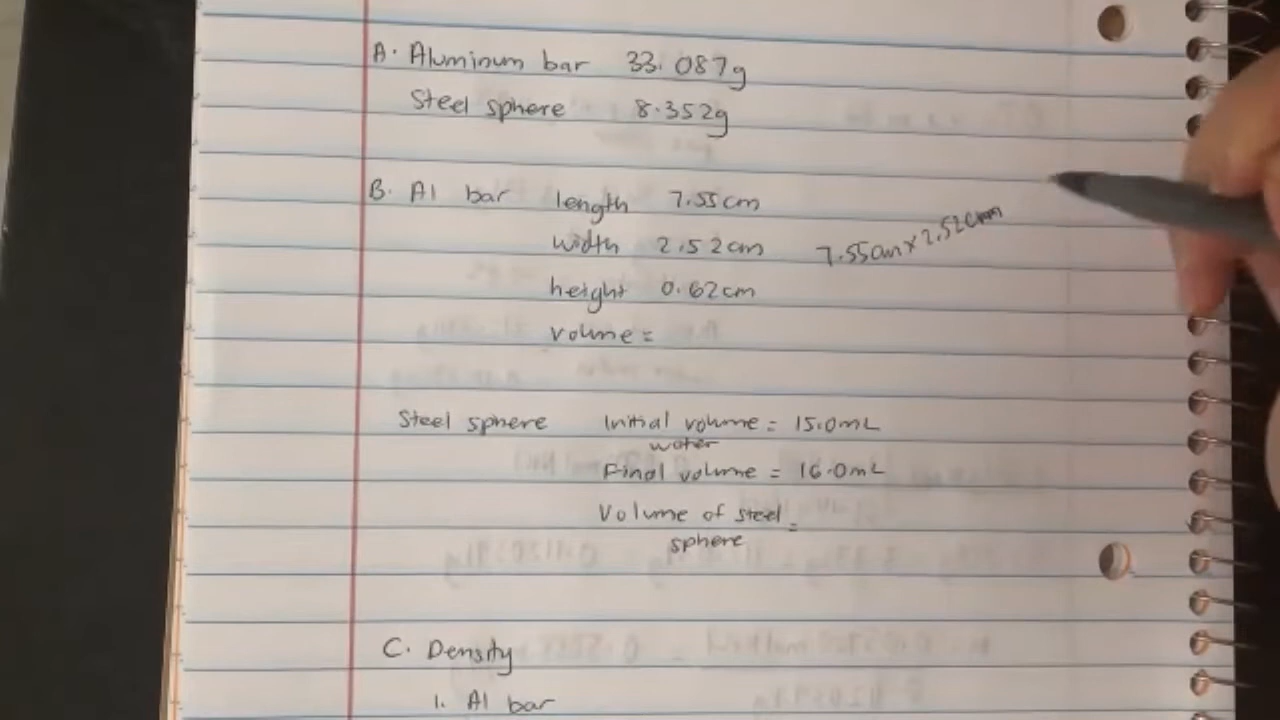 A. Aluminum bar 33.087g
Steel sphere 8.352g
B. Al bar length 7.55cm
width 2.52cm 7.55cm x 2.52cm
height 0.62cm
volume =
Steel sphere Initial volume = 15.0mL
water
Final volume = 16.0mL
Volume of steel =
sphere
C. Density
1. Al bar